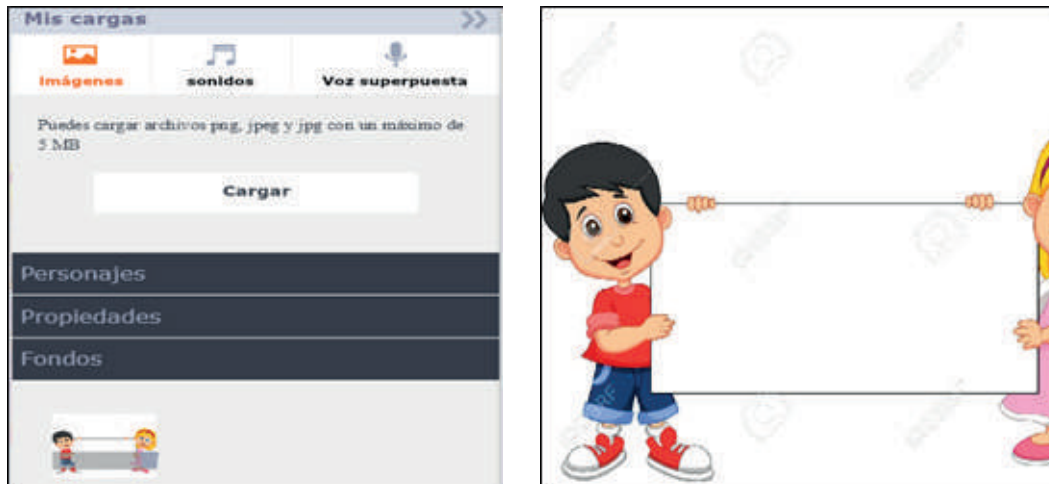 Mis cargas
Imágenes
sonidos
Voz superpuesta
Puedes cargar archivos png, jpeg y jpg con un máximo de
5 MB
Cargar
Personajes
Propiedades
Fondos